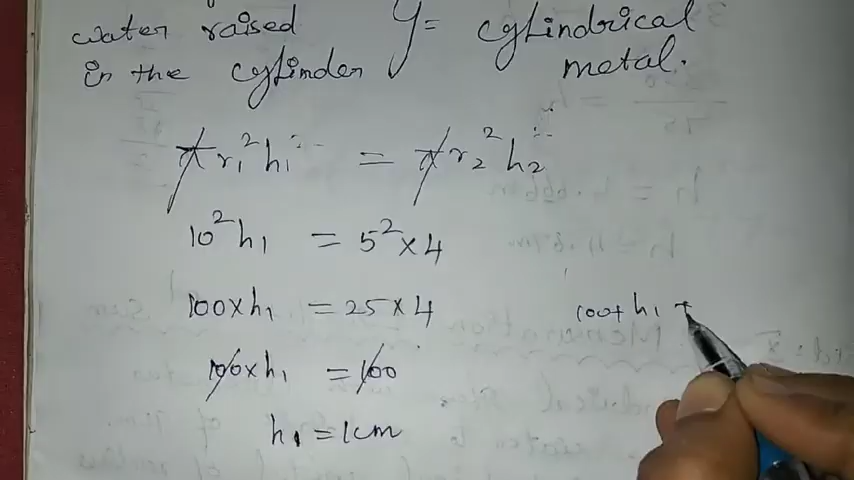 water raised
in the cylinder } = cylindrical metal.
πr₁²h₁ = πr₂²h₂
10²h₁ = 5²×4
100×h₁ = 25×4
100×h₁ = 100
h₁ = 1cm
100+h₁